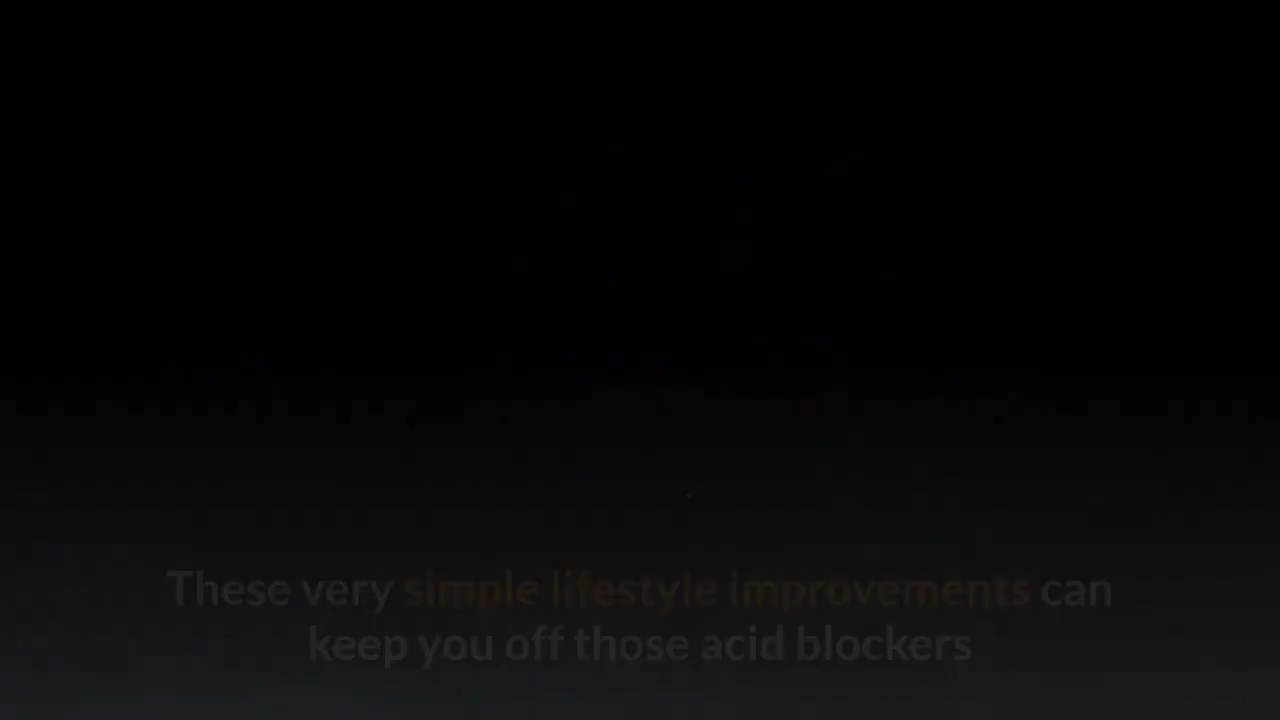 These very simple lifestyle improvements can
keep you off those acid blockers